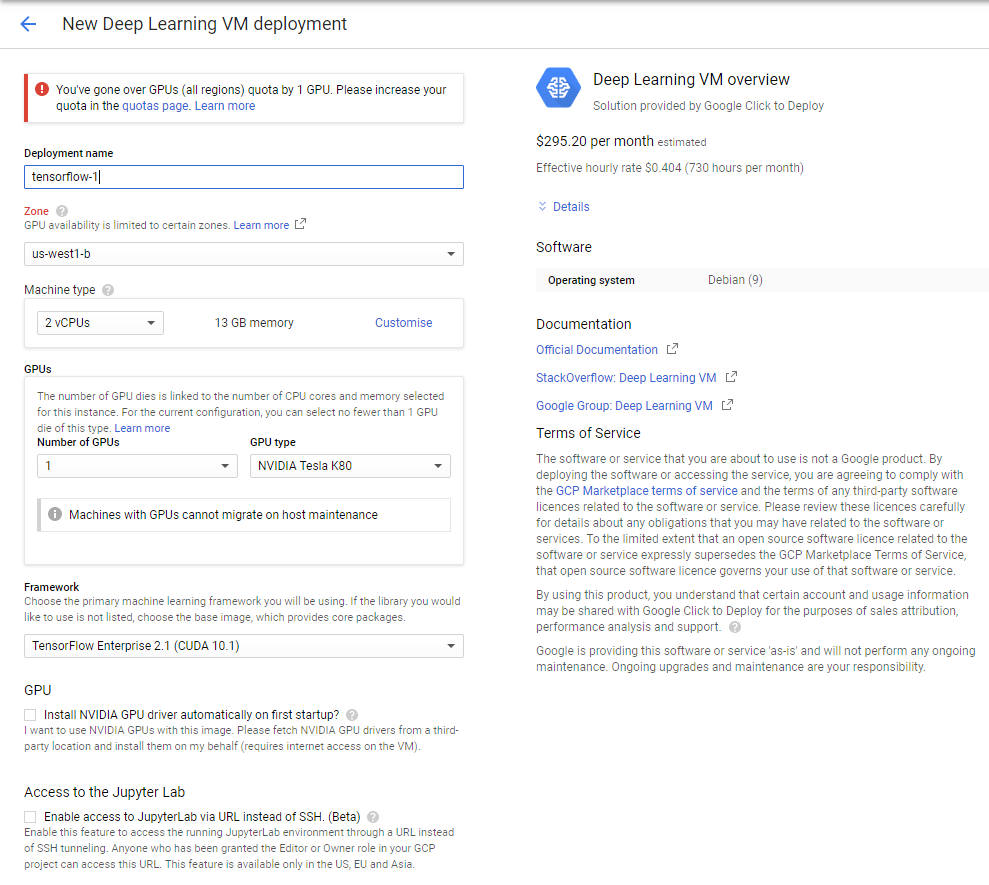 New Deep Learning VM deployment
You've gone over GPUs (all regions) quota by 1 GPU. Please increase your
quota in the quotas page. Learn more
Deployment name
tensorflow-1
Zone
GPU availability is limited to certain zones. Learn more
us-west1-b
Machine type
2 vCPUs 13 GB memory Customise
GPUs
The number of GPU dies is linked to the number of CPU cores and memory selected
for this instance. For the current configuration, you can select no fewer than 1 GPU
die of this type. Learn more
Number of GPUs GPU type
1 NVIDIA Tesla K80
Machines with GPUs cannot migrate on host maintenance
Framework
Choose the primary machine learning framework you will be using. If the library you would
like to use is not listed, choose the base image, which provides core packages.
TensorFlow Enterprise 2.1 (CUDA 10.1)
GPU
Install NVIDIA GPU driver automatically on first startup?
I want to use NVIDIA GPUs with this image. Please fetch NVIDIA GPU drivers from a third-
party location and install them on my behalf (requires internet access on the VM).
Access to the Jupyter Lab
Enable access to JupyterLab via URL instead of SSH. (Beta)
Enable this feature to access the running JupyterLab environment through a URL instead
of SSH tunneling. Anyone who has been granted the Editor or Owner role in your GCP
project can access this URL. This feature is available only in the US, EU and Asia.
Deep Learning VM overview
Solution provided by Google Click to Deploy
$295.20 per month estimated
Effective hourly rate $0.404 (730 hours per month)
Details
Software
Operating system Debian (9)
Documentation
Official Documentation
StackOverflow: Deep Learning VM
Google Group: Deep Learning VM
Terms of Service
The software or service that you are about to use is not a Google product. By
deploying the software or accessing the service, you are agreeing to comply with
the GCP Marketplace terms of service and the terms of any third-party software
licences related to the software or service. Please review these licences carefully
for details about any obligations that you may have related to the software or
services. To the limited extent that an open source software licence related to the
software or service expressly supersedes the GCP Marketplace Terms of Service,
that open source software licence governs your use of that software or service.
By using this product, you understand that certain account and usage information
may be shared with Google Click to Deploy for the purposes of sales attribution,
performance analysis and support.
Google is providing this software or service 'as-is' and will not perform any ongoing
maintenance. Ongoing upgrades and maintenance are your responsibility.